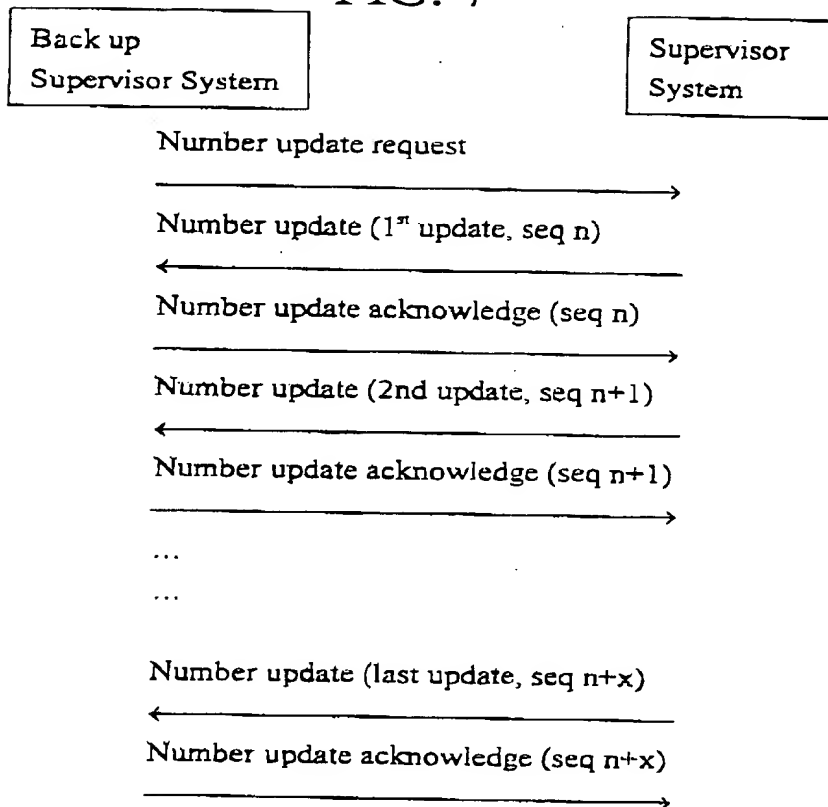 Back up
Supervisor System
Supervisor
System
Number update request
Number update (1st update, seq n)
Number update acknowledge (seq n)
Number update (2nd update, seq n+1)
Number update acknowledge (seq n+1)
...
...
Number update (last update, seq n+x)
Number update acknowledge (seq n+x)